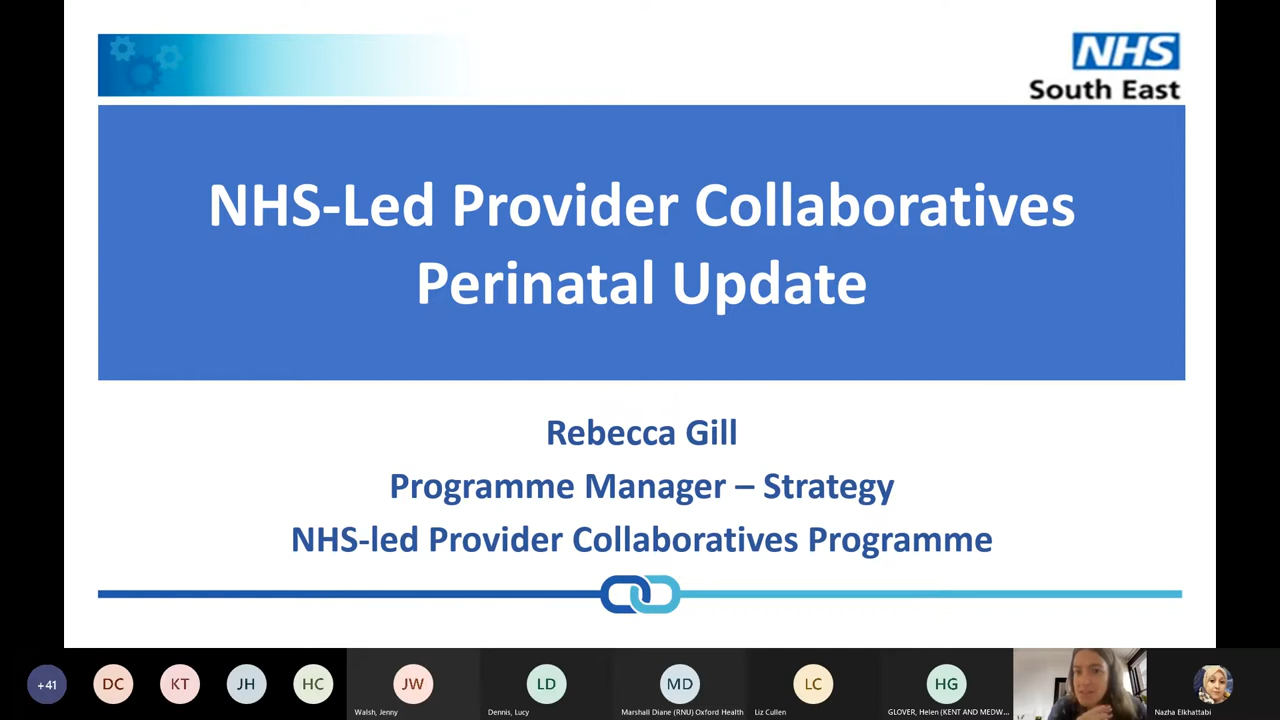 NHS
South East
NHS-Led Provider Collaboratives
Perinatal Update
Rebecca Gill
Programme Manager – Strategy
NHS-led Provider Collaboratives Programme
+41
DC
KT
JH
HC
JW
LD
MD
LC
HG
Walsh, Jenny
Dennis, Lucy
Marshall Diane (RNU) Oxford Health
Liz Cullen
GLOVER, Helen (KENT AND MEDW...
Nazha Elkhattabi